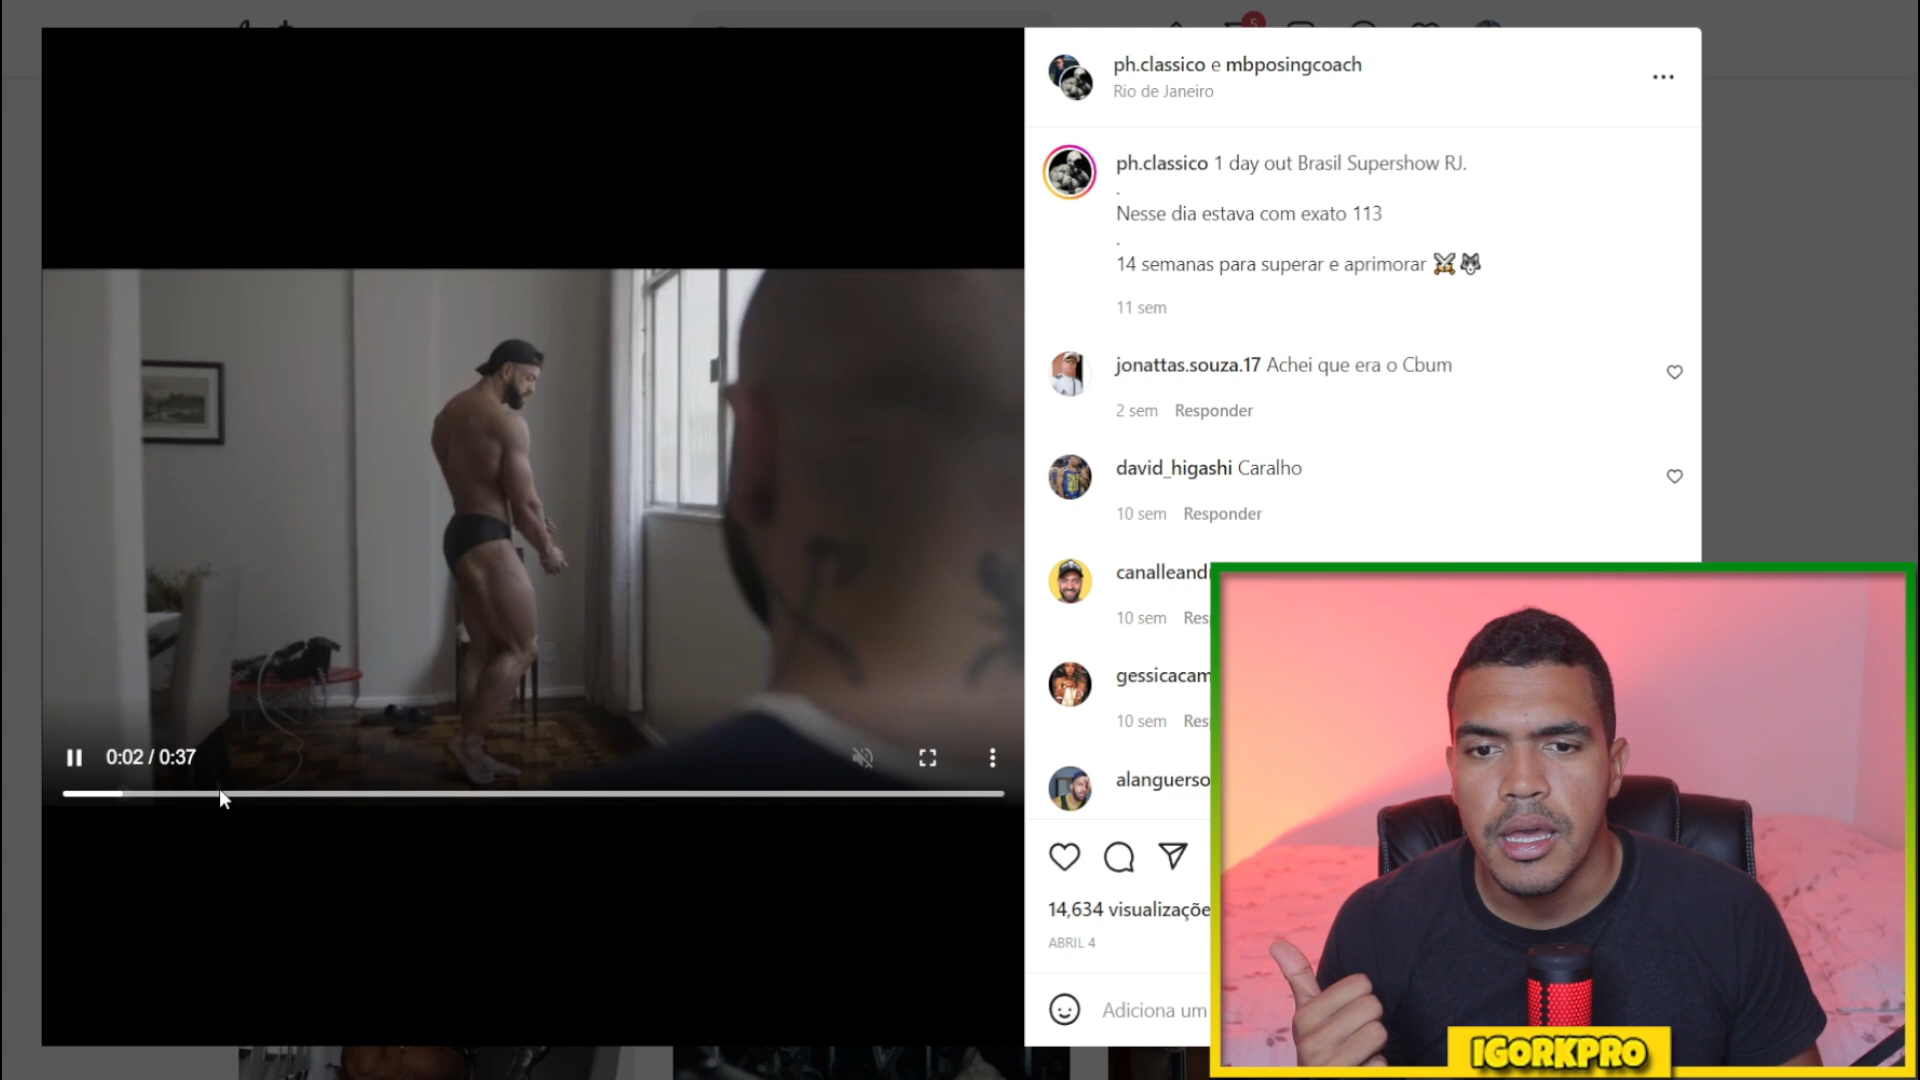 5
ph.classico e mbposingcoach
Rio de Janeiro
ph.classico 1 day out Brasil Supershow RJ.
.
Nesse dia estava com exato 113
.
14 semanas para superar e aprimorar ⚔️🐺
11 sem
jonattas.souza.17 Achei que era o Cbum
2 sem Responder
david_higashi Caralho
10 sem Responder
canalleand
10 sem Res
gessicacam
10 sem Res
alanguerso
0:02 / 0:37
14,634 visualizaçõe
ABRIL 4
Adiciona um
IGORKPRO